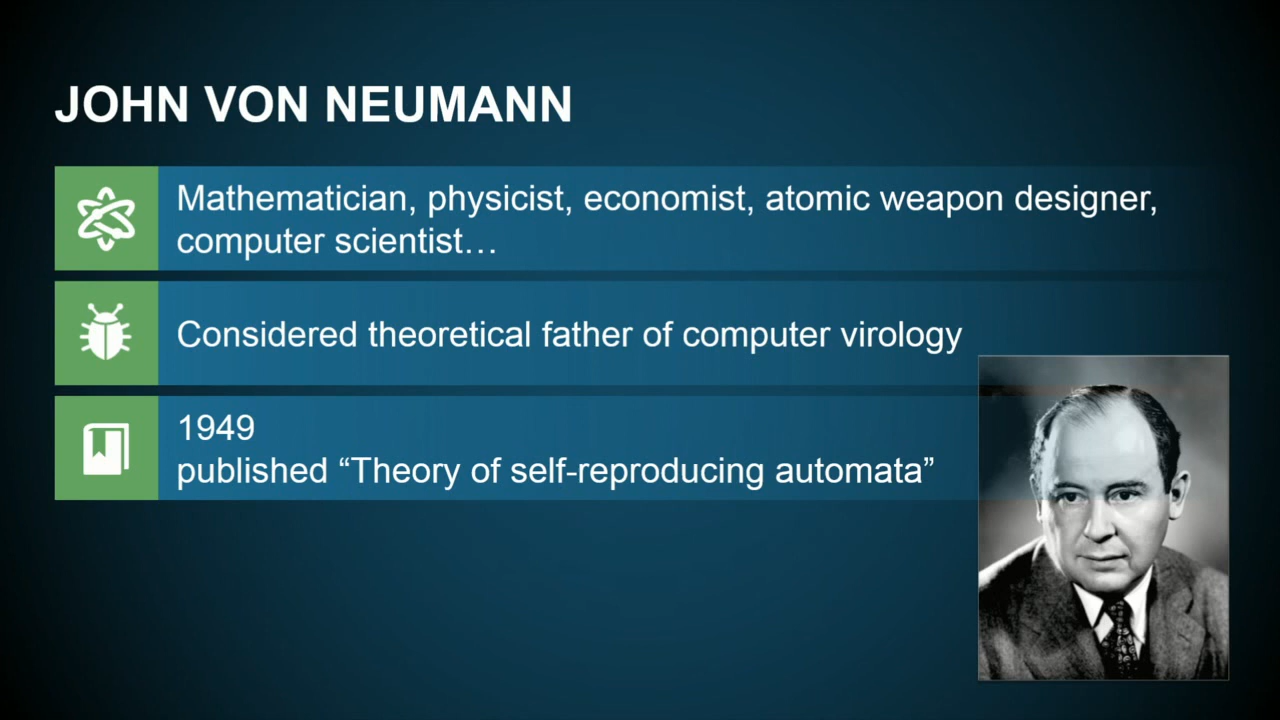 JOHN VON NEUMANN
Mathematician, physicist, economist, atomic weapon designer,
computer scientist…
Considered theoretical father of computer virology
1949
published “Theory of self-reproducing automata”